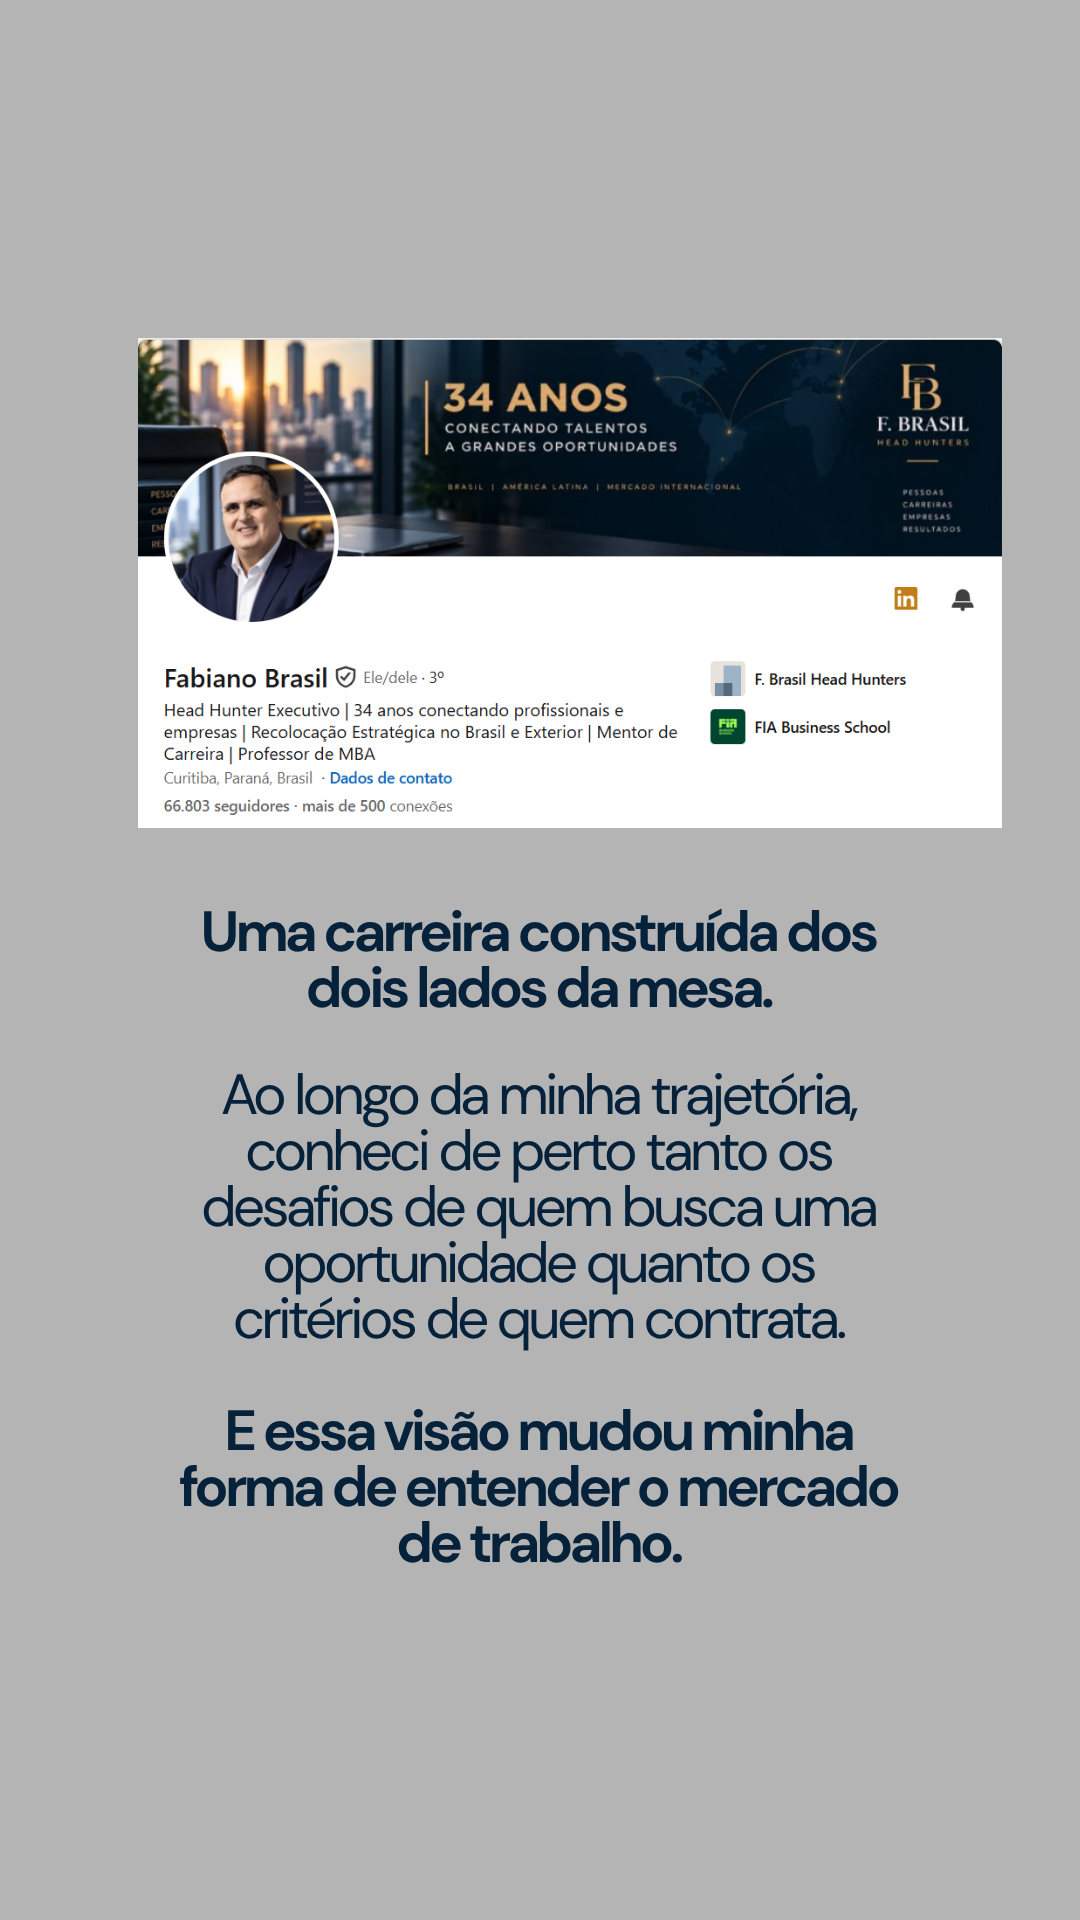 34 ANOS
CONECTANDO TALENTOS
A GRANDES OPORTUNIDADES
BRASIL | AMÉRICA LATINA | MERCADO INTERNACIONAL
FB
F. BRASIL
HEAD HUNTERS
PESSOAS
CARREIRAS
EMPRESAS
RESULTADOS
Fabiano Brasil Ele/dele · 3º
Head Hunter Executivo | 34 anos conectando profissionais e
empresas | Recolocação Estratégica no Brasil e Exterior | Mentor de
Carreira | Professor de MBA
Curitiba, Paraná, Brasil · Dados de contato
66.803 seguidores · mais de 500 conexões
in
F. Brasil Head Hunters
FIA
FIA Business School
Uma carreira construída dos
dois lados da mesa.
Ao longo da minha trajetória,
conheci de perto tanto os
desafios de quem busca uma
oportunidade quanto os
critérios de quem contrata.
E essa visão mudou minha
forma de entender o mercado
de trabalho.